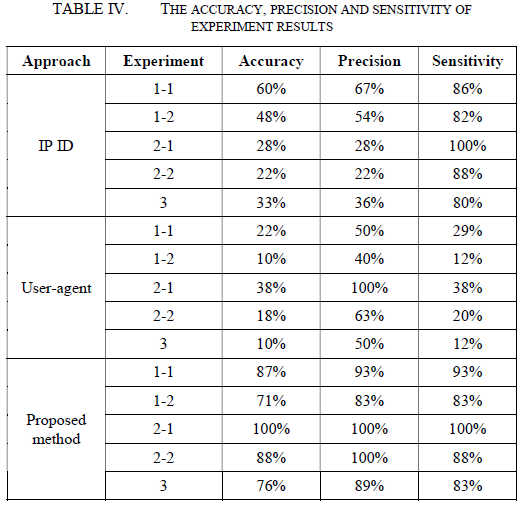 TABLE IV. THE ACCURACY, PRECISION AND SENSITIVITY OF
EXPERIMENT RESULTS
Approach Experiment Accuracy Precision Sensitivity
IP ID
1-1 60% 67% 86%
1-2 48% 54% 82%
2-1 28% 28% 100%
2-2 22% 22% 88%
3 33% 36% 80%
User-agent
1-1 22% 50% 29%
1-2 10% 40% 12%
2-1 38% 100% 38%
2-2 18% 63% 20%
3 10% 50% 12%
Proposed
method
1-1 87% 93% 93%
1-2 71% 83% 83%
2-1 100% 100% 100%
2-2 88% 100% 88%
3 76% 89% 83%